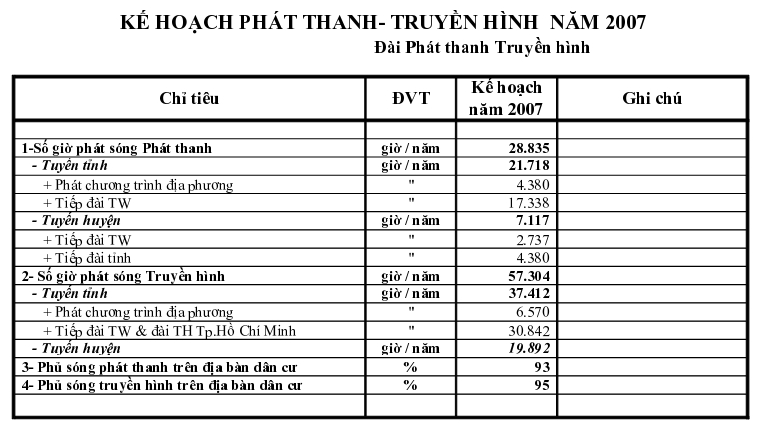 KẾ HOẠCH PHÁT THANH- TRUYỀN HÌNH NĂM 2007
Đài Phát thanh Truyền hình
Chỉ tiêu ĐVT Kế hoạch năm 2007 Ghi chú
1-Số giờ phát sóng Phát thanh giờ / năm 28.835
- Tuyến tỉnh giờ / năm 21.718
+ Phát chương trình địa phương " 4.380
+ Tiếp đài TW " 17.338
- Tuyến huyện giờ / năm 7.117
+ Tiếp đài TW " 2.737
+ Tiếp đài tỉnh " 4.380
2- Số giờ phát sóng Truyền hình giờ / năm 57.304
- Tuyến tỉnh giờ / năm 37.412
+ Phát chương trình địa phương " 6.570
+ Tiếp đài TW & đài TH Tp.Hồ Chí Minh " 30.842
- Tuyến huyện giờ / năm 19.892
3- Phủ sóng phát thanh trên địa bàn dân cư % 93
4- Phủ sóng truyền hình trên địa bàn dân cư % 95